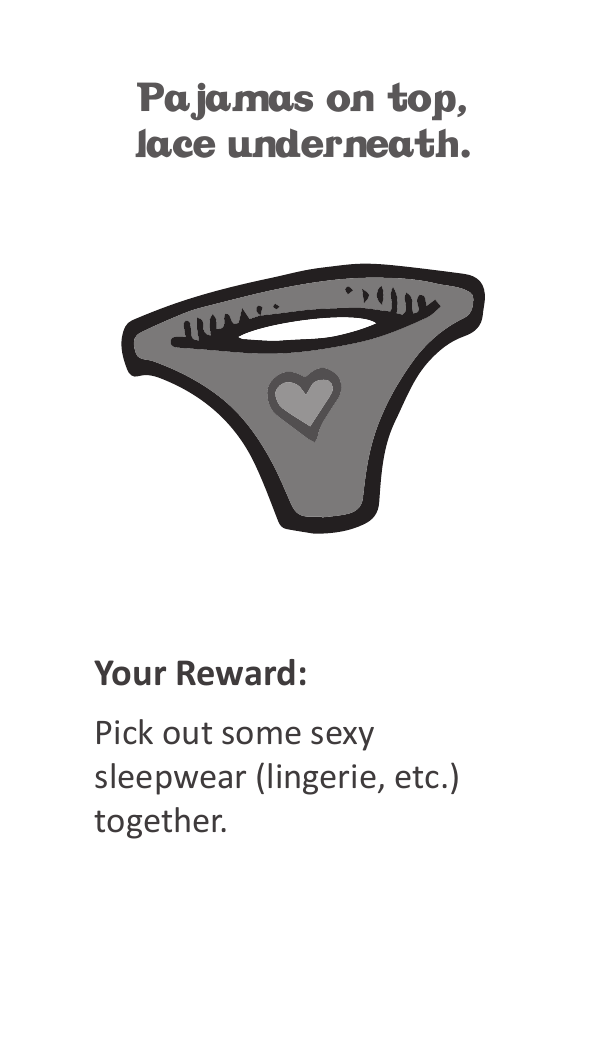 Pajamas on top,
lace underneath.
Your Reward:
Pick out some sexy
sleepwear (lingerie, etc.)
together.